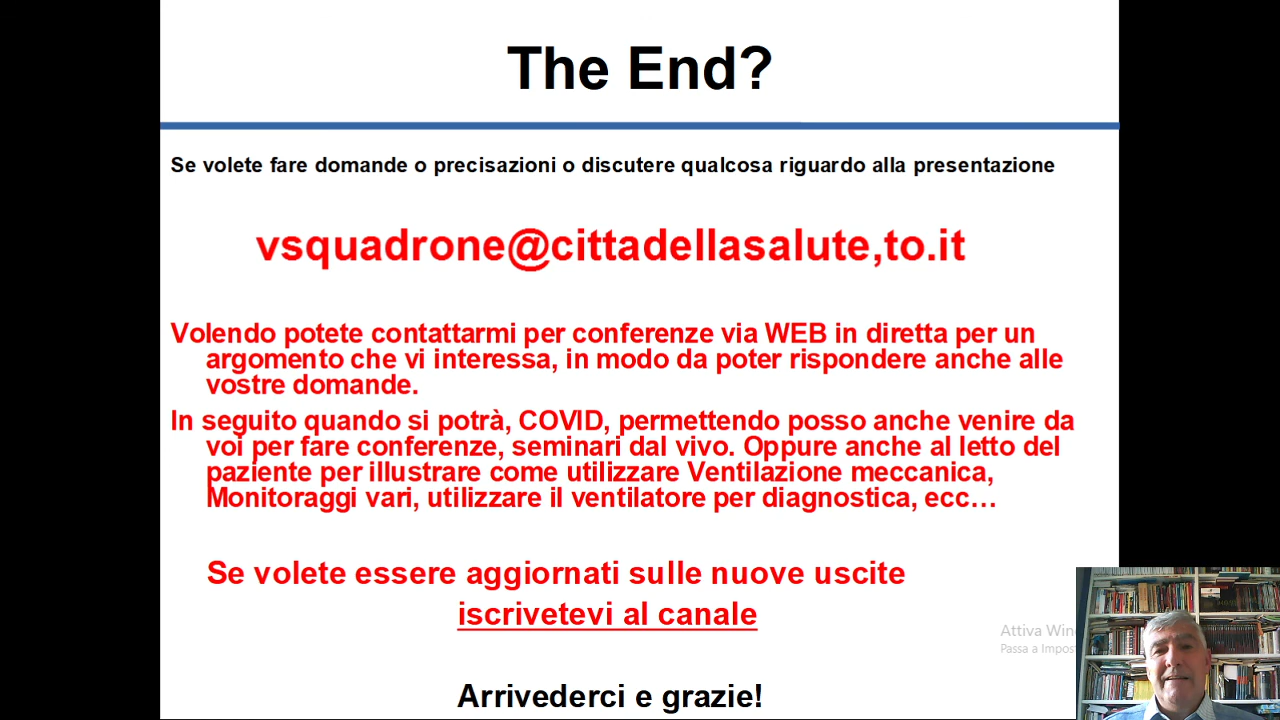 The End?
Se volete fare domande o precisazioni o discutere qualcosa riguardo alla presentazione
vsquadrone@cittadellasalute,to.it
Volendo potete contattarmi per conferenze via WEB in diretta per un
argomento che vi interessa, in modo da poter rispondere anche alle
vostre domande.
In seguito quando si potrà, COVID, permettendo posso anche venire da
voi per fare conferenze, seminari dal vivo. Oppure anche al letto del
paziente per illustrare come utilizzare Ventilazione meccanica,
Monitoraggi vari, utilizzare il ventilatore per diagnostica, ecc…
Se volete essere aggiornati sulle nuove uscite
iscrivetevi al canale
Attiva Win
Passa a Impost
Arrivederci e grazie!